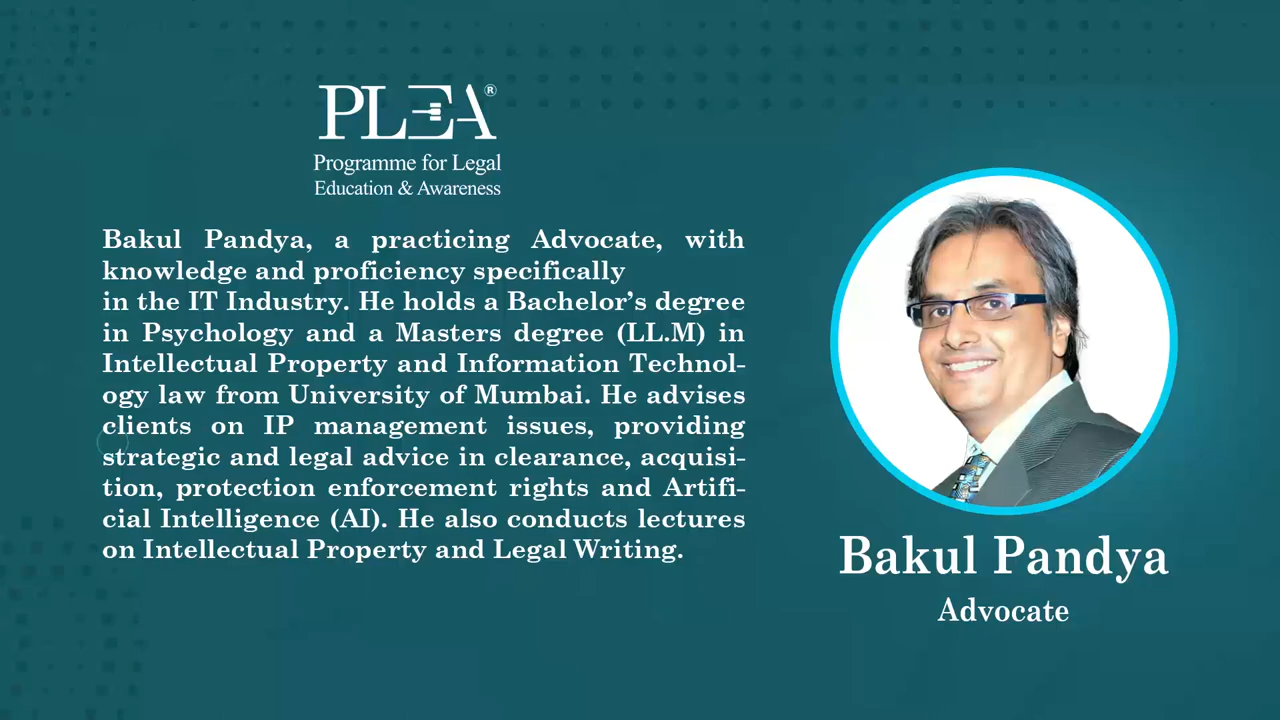 PLEA®
Programme for Legal
Education & Awareness
Bakul Pandya, a practicing Advocate, with
knowledge and proficiency specifically
in the IT Industry. He holds a Bachelor’s degree
in Psychology and a Masters degree (LL.M) in
Intellectual Property and Information Technol-
ogy law from University of Mumbai. He advises
clients on IP management issues, providing
strategic and legal advice in clearance, acquisi-
tion, protection enforcement rights and Artifi-
cial Intelligence (AI). He also conducts lectures
on Intellectual Property and Legal Writing.
Bakul Pandya
Advocate